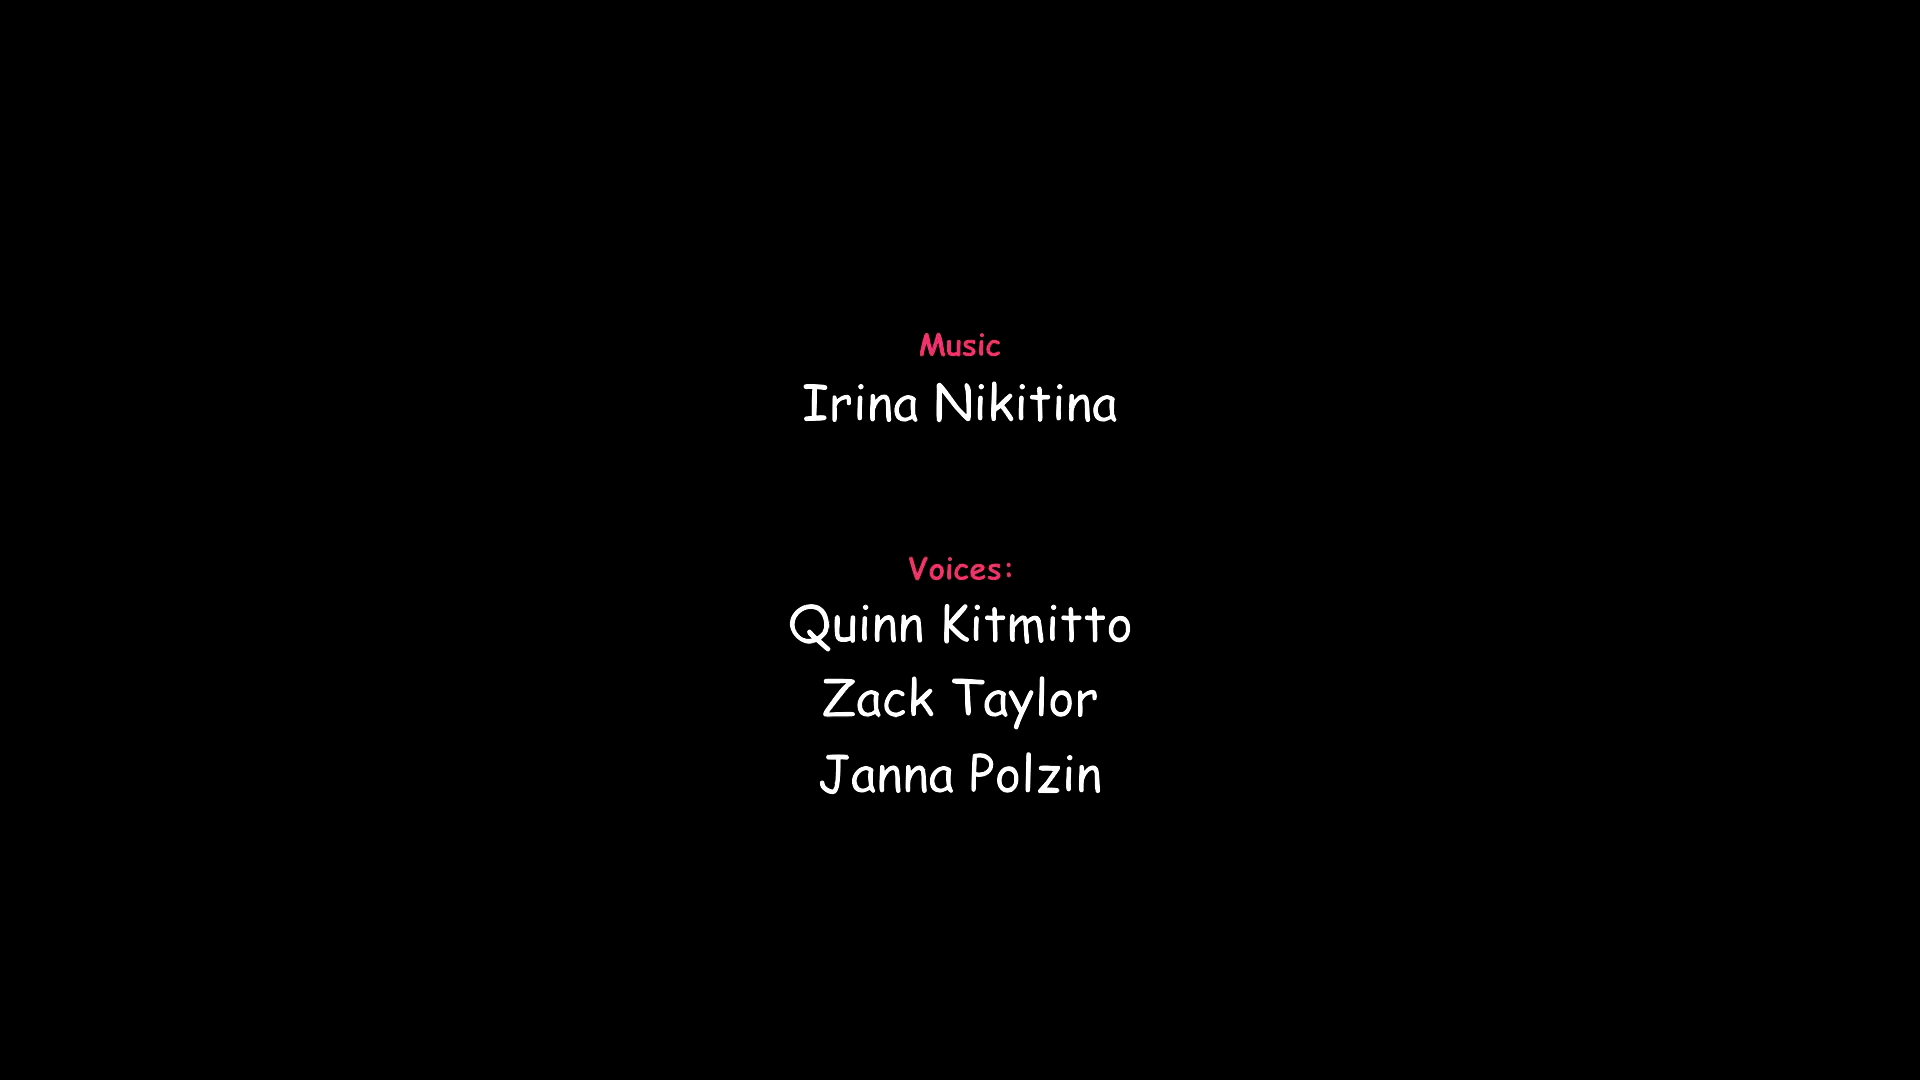 Music
Irina Nikitina
Voices:
Quinn Kitmitto
Zack Taylor
Janna Polzin